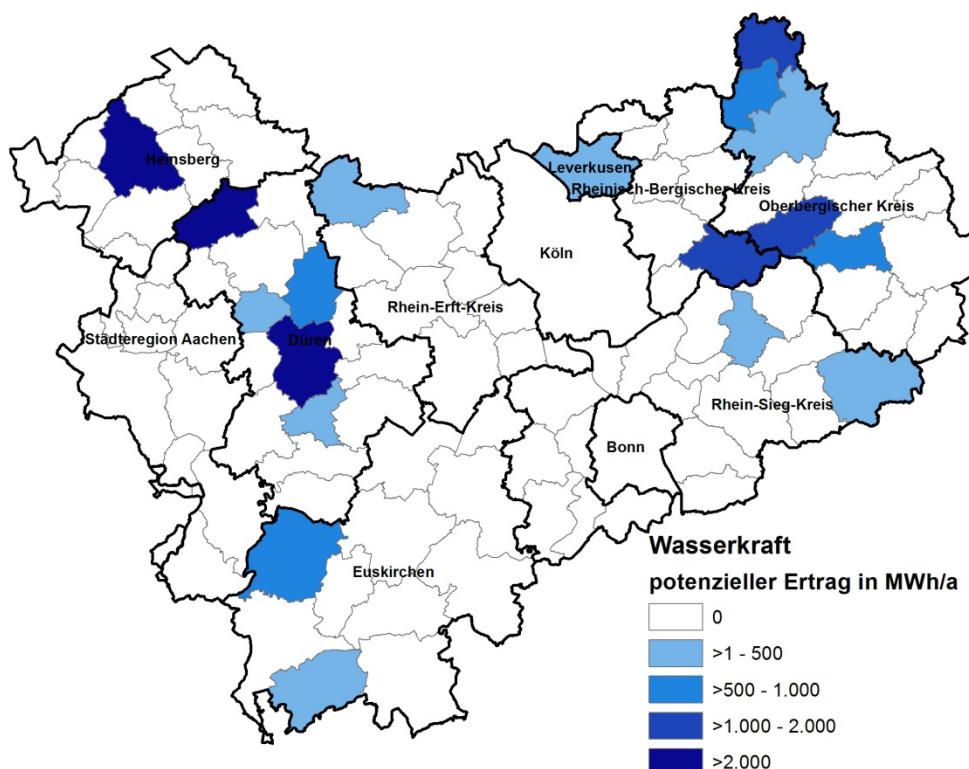 Heinsberg
Leverkusen
Rheinisch-Bergischer Kreis
Oberbergischer Kreis
Köln
Rhein-Erft-Kreis
Städteregion Aachen
Düren
Rhein-Sieg-Kreis
Bonn
Euskirchen
Wasserkraft
potenzieller Ertrag in MWh/a
0
>1 - 500
>500 - 1.000
>1.000 - 2.000
>2.000